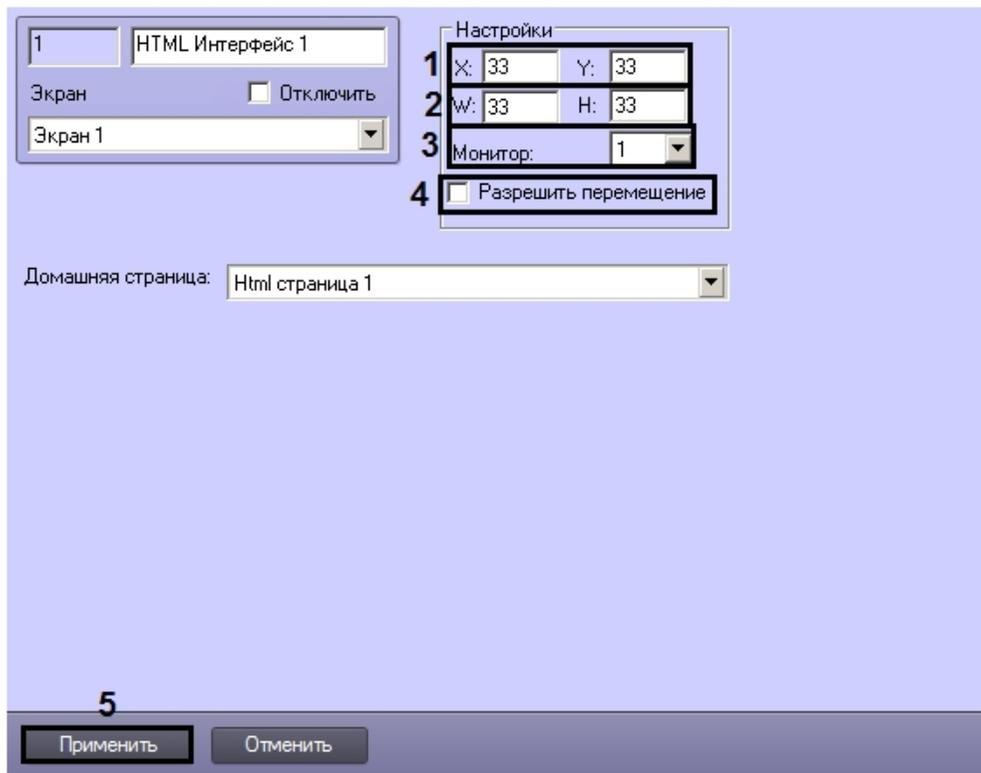 1 HTML Интерфейс 1
Экран Отключить
Экран 1
Настройки
1 X: 33 Y: 33
2 W: 33 H: 33
3 Монитор: 1
4 Разрешить перемещение
Домашняя страница: Html страница 1
5
Применить Отменить